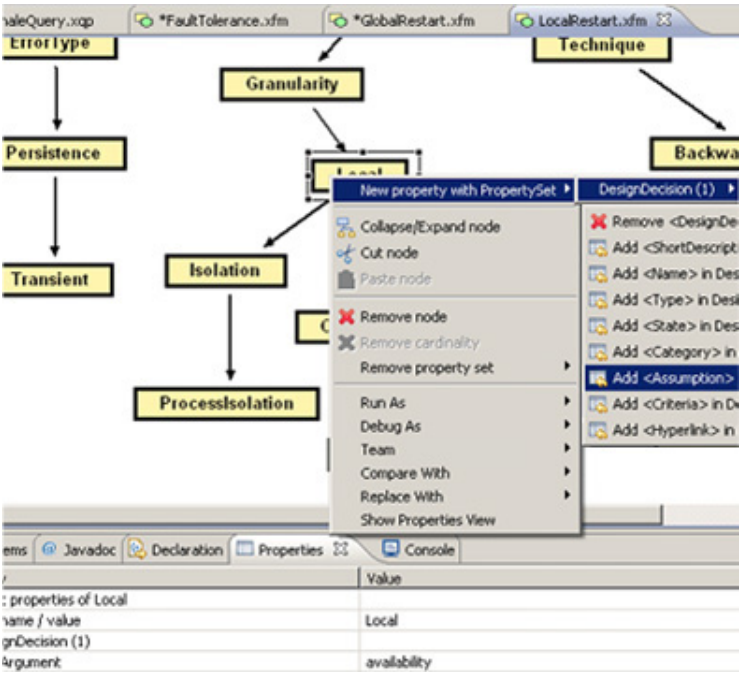 naleQuery.xqp
*FaultTolerance.xfm
*GlobalRestart.xfm
LocalRestart.xfm
ErrorType
Technique
Granularity
Persistence
Backwa
Local
New property with PropertySet
DesignDecision (1)
Collapse/Expand node
Remove <DesignDe
Cut node
Add <ShortDescript
Transient
Isolation
Paste node
Add <Name> in Des
Add <Type> in Desi
Remove node
Add <State> in Des
Remove cardinality
Add <Category> in
Remove property set
Add <Assumption>
ProcessIsolation
Run As
Add <Criteria> in De
Debug As
Add <Hyperlink> in
Team
Compare With
Replace With
Show Properties View
ems
@ Javadoc
Declaration
Properties
Console
Value
: properties of Local
name / value
Local
gnDecision (1)
Argument
availability